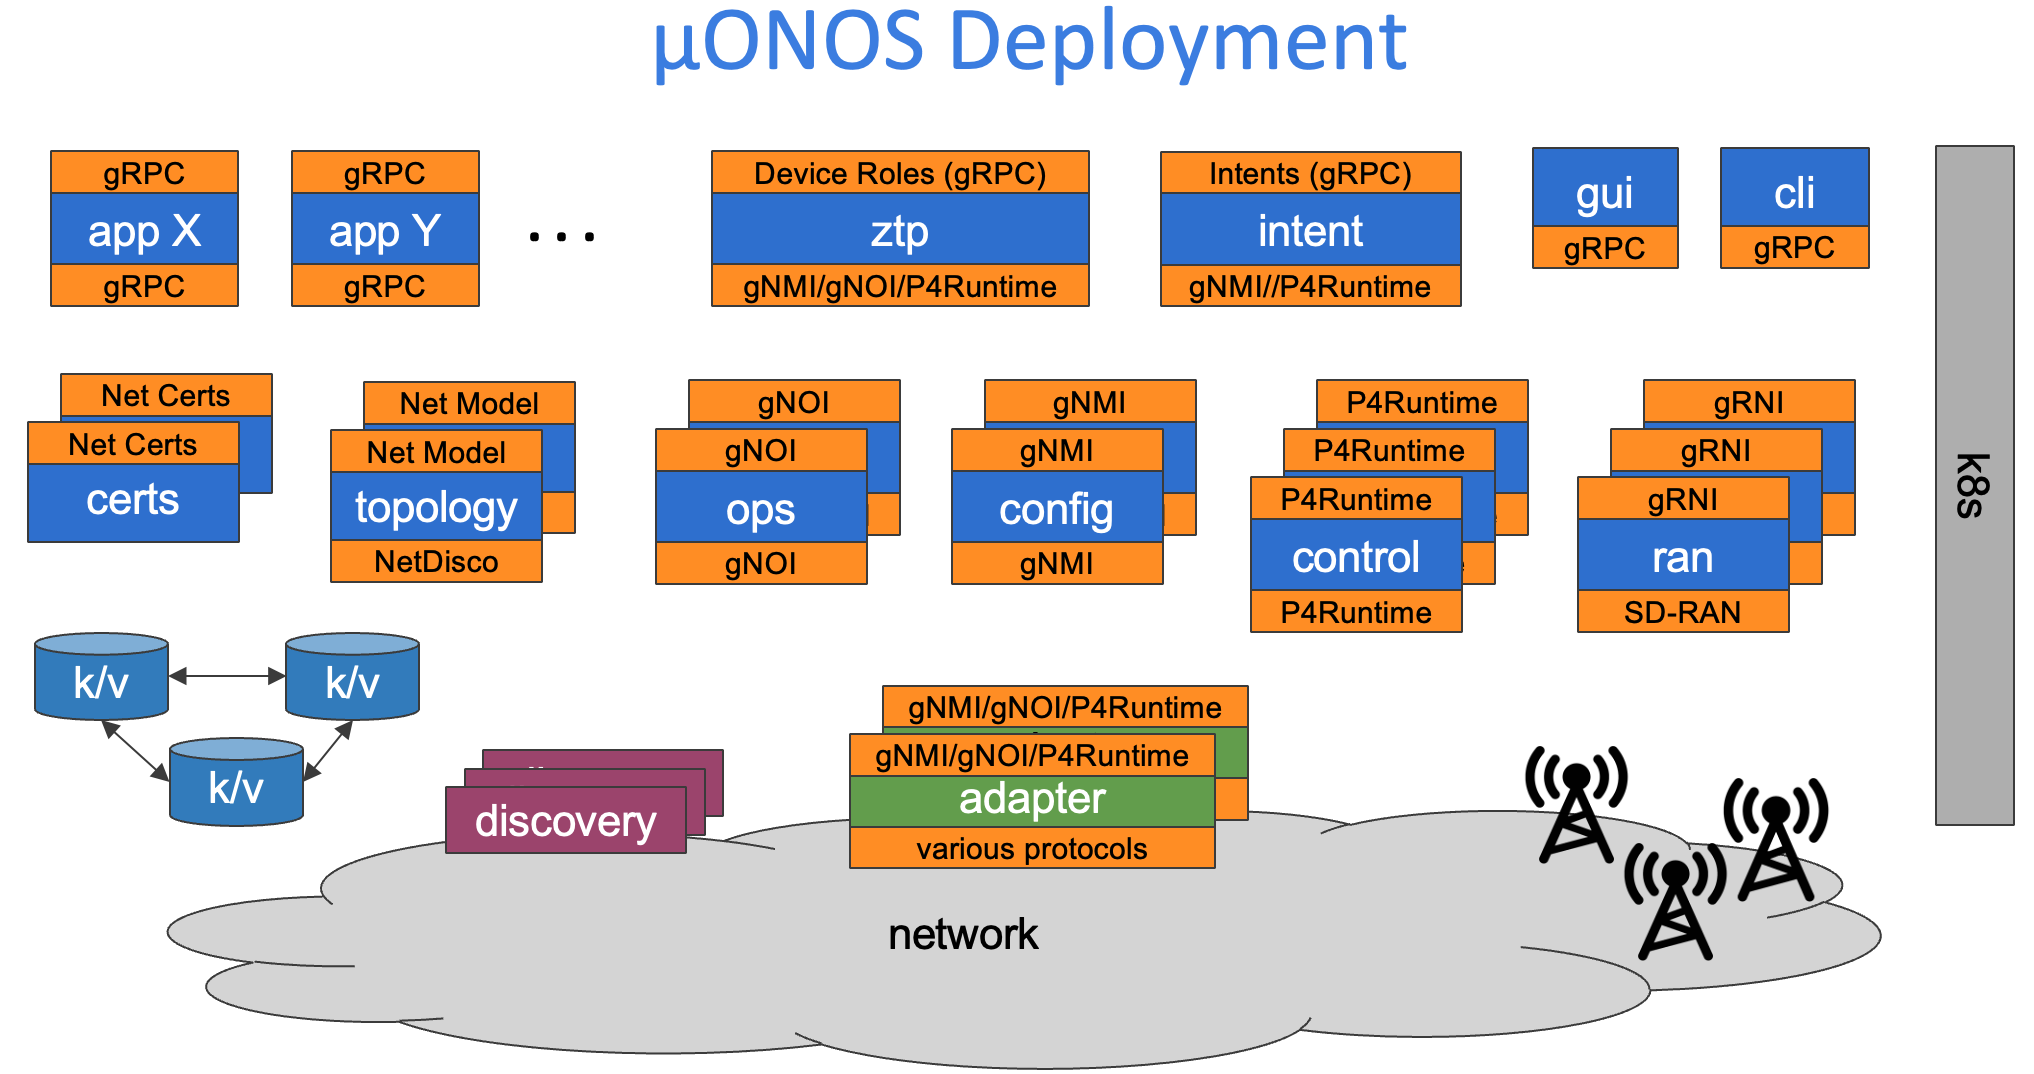 µONOS Deployment
gRPC
app X
gRPC
gRPC
app Y
gRPC
. . .
Device Roles (gRPC)
ztp
gNMI/gNOI/P4Runtime
Intents (gRPC)
intent
gNMI//P4Runtime
gui
gRPC
cli
gRPC
k8s
Net Certs
Net Certs
certs
Net Model
Net Model
topology
NetDisco
gNOI
gNOI
ops
gNOI
gNMI
gNMI
config
gNMI
P4Runtime
P4Runtime
P4Runtime
control
P4Runtime
gRNI
gRNI
gRNI
ran
SD-RAN
k/v
k/v
k/v
discovery
gNMI/gNOI/P4Runtime
gNMI/gNOI/P4Runtime
adapter
various protocols
network